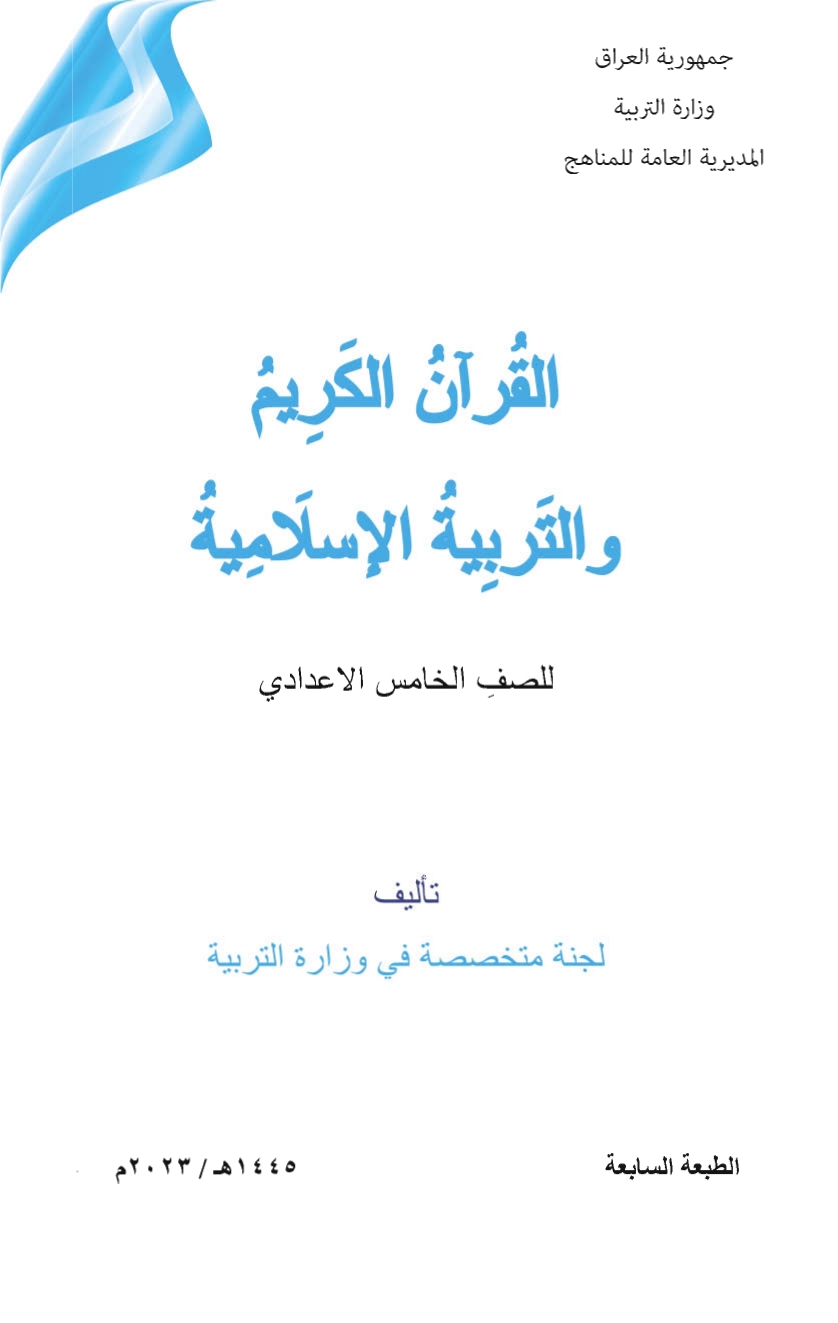 جمهورية العراق
وزارة التربية
المديرية العامة للمناهج
القُرآنُ الكَرِيمُ
والتَربِيةُ الإسلَامِيةُ
للصفِ الخامس الاعدادي
تأليف
لجنة متخصصة في وزارة التربية
الطبعة السابعة
١٤٤٥هـ / ٢٠٢٣م